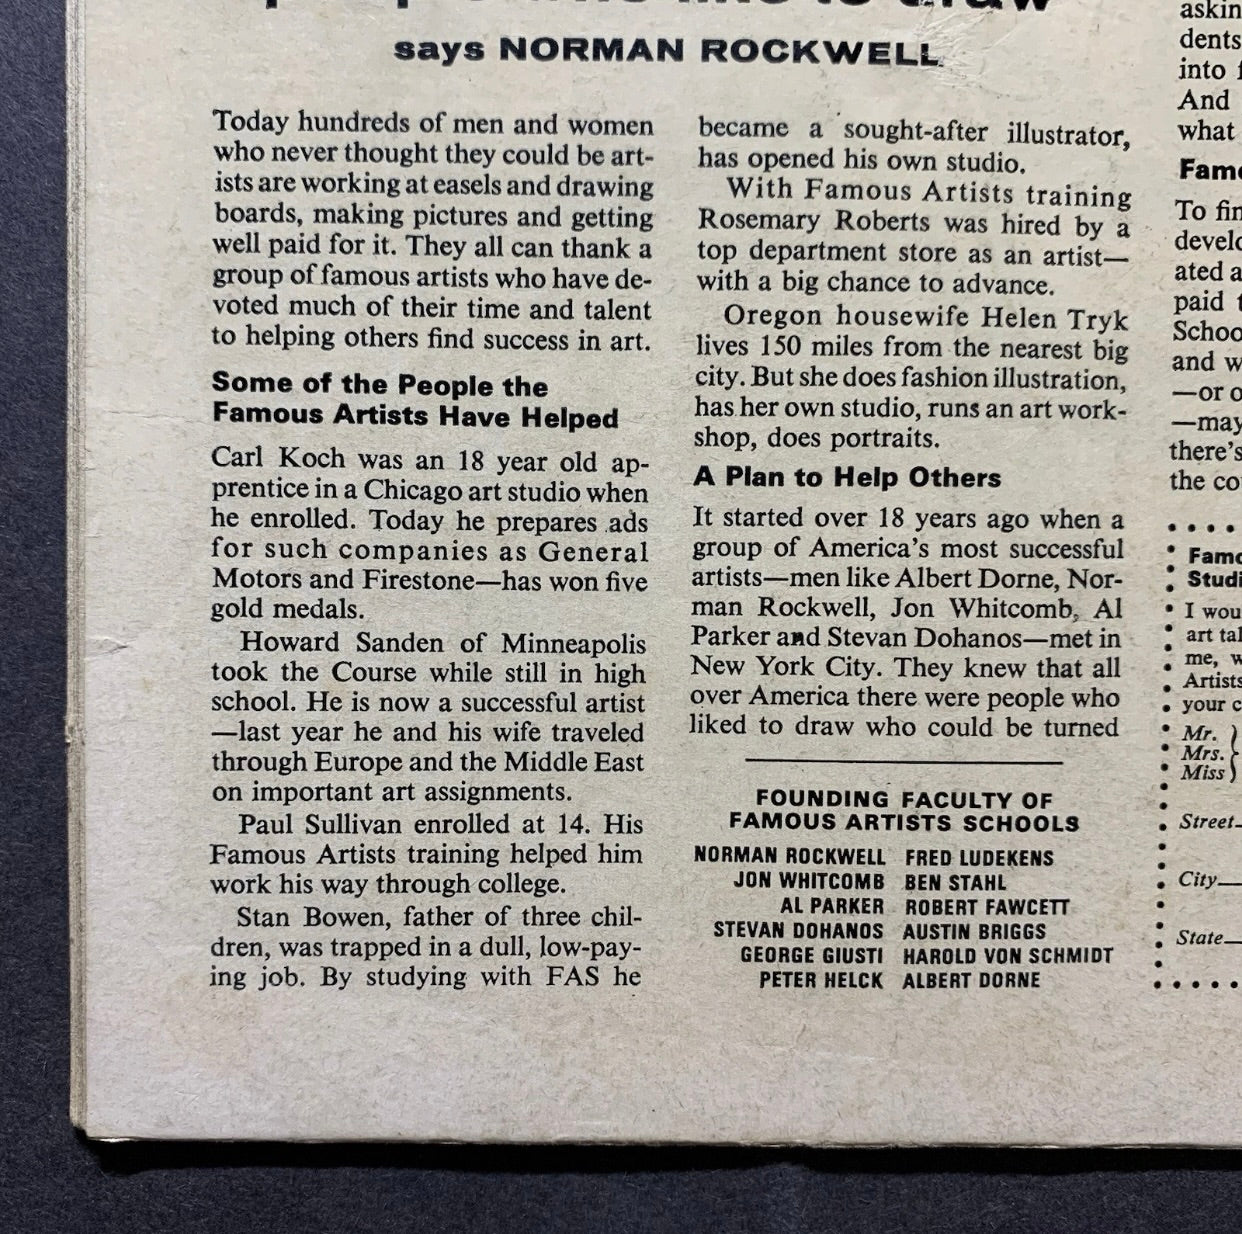 says NORMAN ROCKWELL
Today hundreds of men and women
who never thought they could be art-
ists are working at easels and drawing
boards, making pictures and getting
well paid for it. They all can thank a
group of famous artists who have de-
voted much of their time and talent
to helping others find success in art.
Some of the People the
Famous Artists Have Helped
Carl Koch was an 18 year old ap-
prentice in a Chicago art studio when
he enrolled. Today he prepares ads
for such companies as General
Motors and Firestone—has won five
gold medals.
Howard Sanden of Minneapolis
took the Course while still in high
school. He is now a successful artist
—last year he and his wife traveled
through Europe and the Middle East
on important art assignments.
Paul Sullivan enrolled at 14. His
Famous Artists training helped him
work his way through college.
Stan Bowen, father of three chil-
dren, was trapped in a dull, low-pay-
ing job. By studying with FAS he
became a sought-after illustrator,
has opened his own studio.
With Famous Artists training
Rosemary Roberts was hired by a
top department store as an artist—
with a big chance to advance.
Oregon housewife Helen Tryk
lives 150 miles from the nearest big
city. But she does fashion illustration,
has her own studio, runs an art work-
shop, does portraits.
A Plan to Help Others
It started over 18 years ago when a
group of America's most successful
artists—men like Albert Dorne, Nor-
man Rockwell, Jon Whitcomb, Al
Parker and Stevan Dohanos—met in
New York City. They knew that all
over America there were people who
liked to draw who could be turned
FOUNDING FACULTY OF
FAMOUS ARTISTS SCHOOLS
NORMAN ROCKWELL FRED LUDEKENS
JON WHITCOMB BEN STAHL
AL PARKER ROBERT FAWCETT
STEVAN DOHANOS AUSTIN BRIGGS
GEORGE GIUSTI HAROLD VON SCHMIDT
PETER HELCK ALBERT DORNE
dents
into
And
what
To
paid
and
—or
—may
there's
the
I
art
me,
Artists
your
Mr.
Mrs.
Miss
Street
City
State